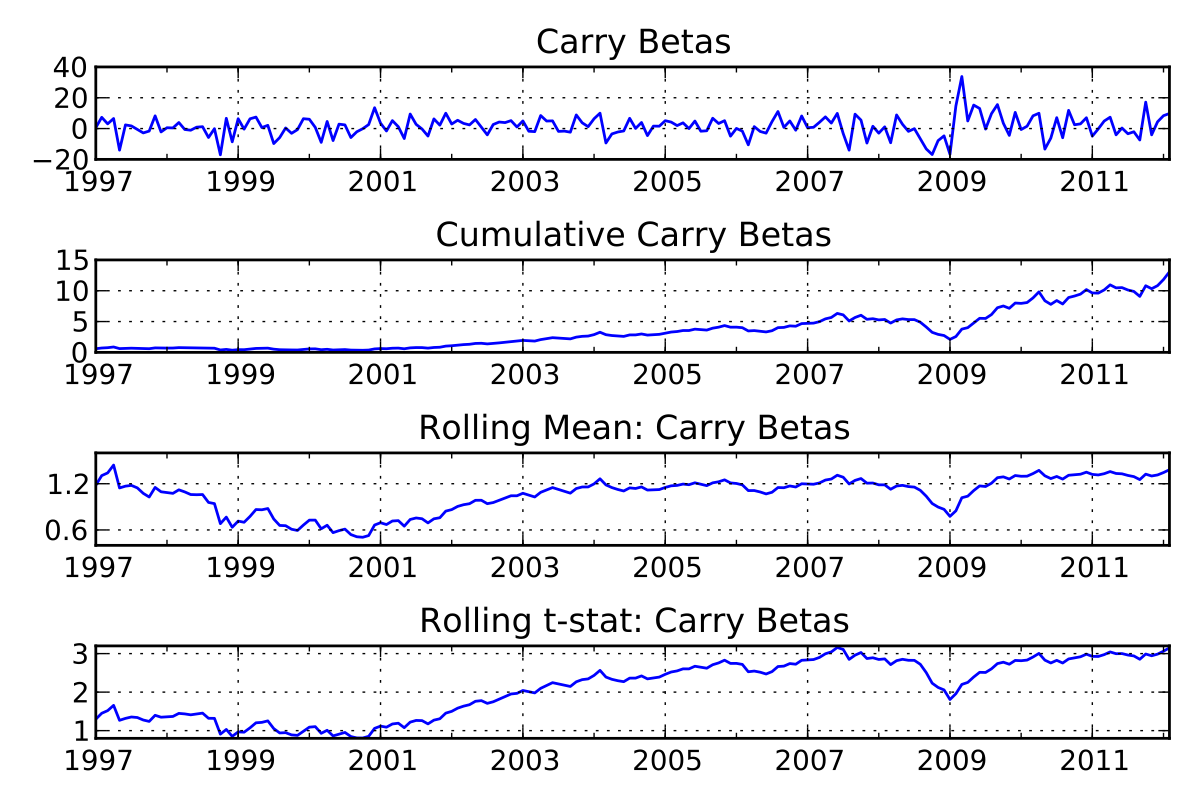 Carry Betas
40
20
0
−20
1997 1999 2001 2003 2005 2007 2009 2011
Cumulative Carry Betas
15
10
5
0
1997 1999 2001 2003 2005 2007 2009 2011
Rolling Mean: Carry Betas
1.2
0.6
1997 1999 2001 2003 2005 2007 2009 2011
Rolling t-stat: Carry Betas
3
2
1
1997 1999 2001 2003 2005 2007 2009 2011